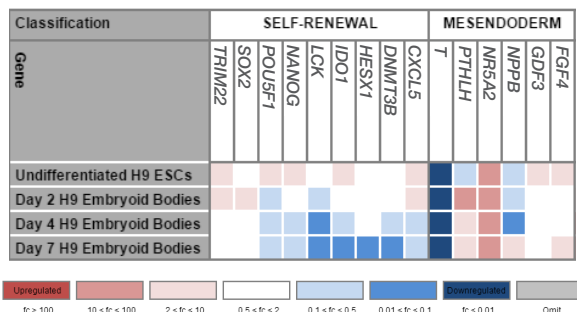 Classification SELF-RENEWAL MESENDODERM
Gene TRIM22 SOX2 POU5F1 NANOG LCK IDO1 HESX1 DNMT3B CXCL5 T PTHLH NR5A2 NPPB GDF3 FGF4
Undifferentiated H9 ESCs
Day 2 H9 Embryoid Bodies
Day 4 H9 Embryoid Bodies
Day 7 H9 Embryoid Bodies
Upregulated Downregulated
fc > 100 10 < fc < 100 2 < fc < 10 0.5 < fc < 2 0.1 < fc < 0.5 0.01 < fc < 0.1 fc < 0.01 Omit